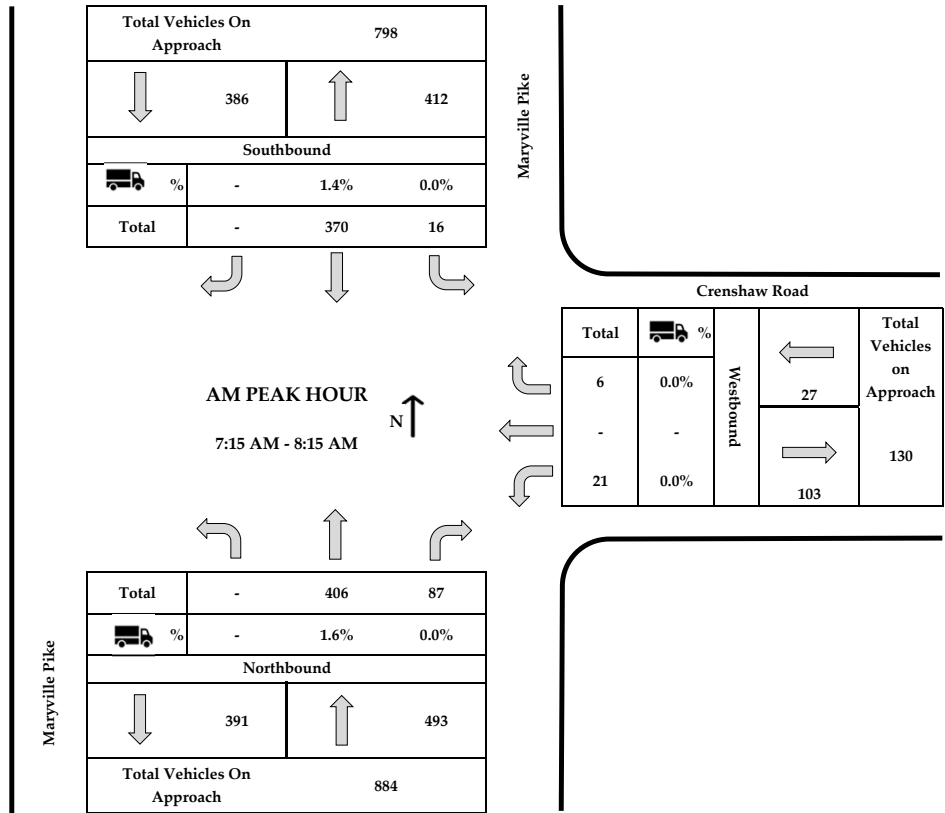 Total Vehicles On
Approach
798
386
412
Southbound
% - 1.4% 0.0%
Total - 370 16
Maryville Pike
Crenshaw Road
Total % Total
Vehicles
on
Approach
6 0.0% 27
Westbound
- -
130
21 0.0% 103
AM PEAK HOUR
N
7:15 AM - 8:15 AM
Total - 406 87
% - 1.6% 0.0%
Northbound
391
493
Total Vehicles On
Approach
884
Maryville Pike